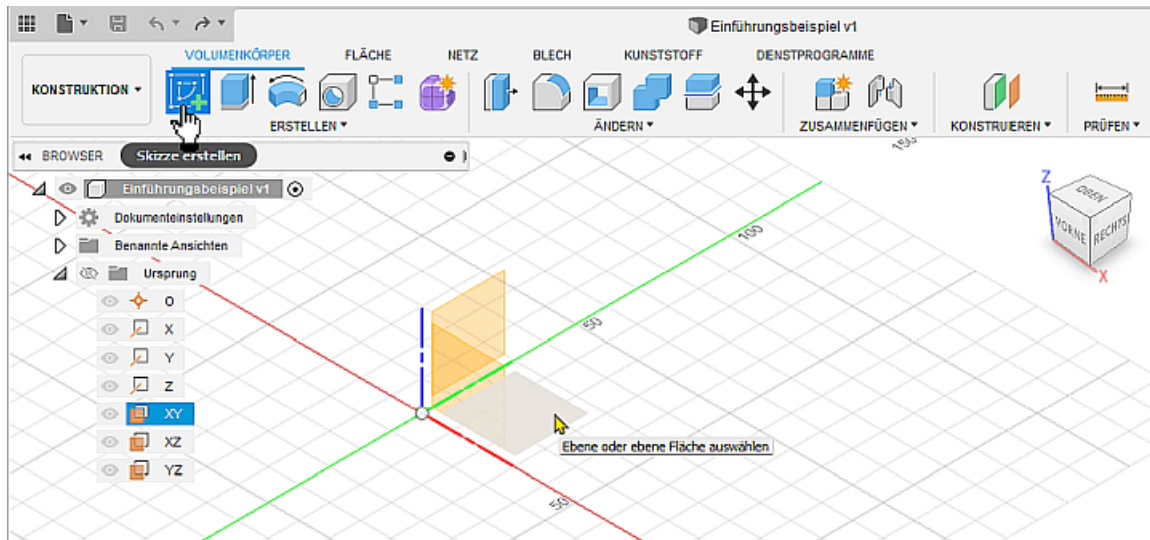 Einführungsbeispiel v1
VOLUMENKÖRPER FLÄCHE NETZ BLECH KUNSTSTOFF DIENSTPROGRAMME
KONSTRUKTION
ERSTELLEN ÄNDERN ZUSAMMENFÜGEN KONSTRUIEREN PRÜFEN
BROWSER Skizze erstellen
150
Einführungsbeispiel v1
Dokumenteinstellungen
Benannte Ansichten
Ursprung
O
X
Y
Z
XY
XZ
YZ
100
50
Ebene oder ebene Fläche auswählen
50
Z
OBEN
VORNE RECHTS
X